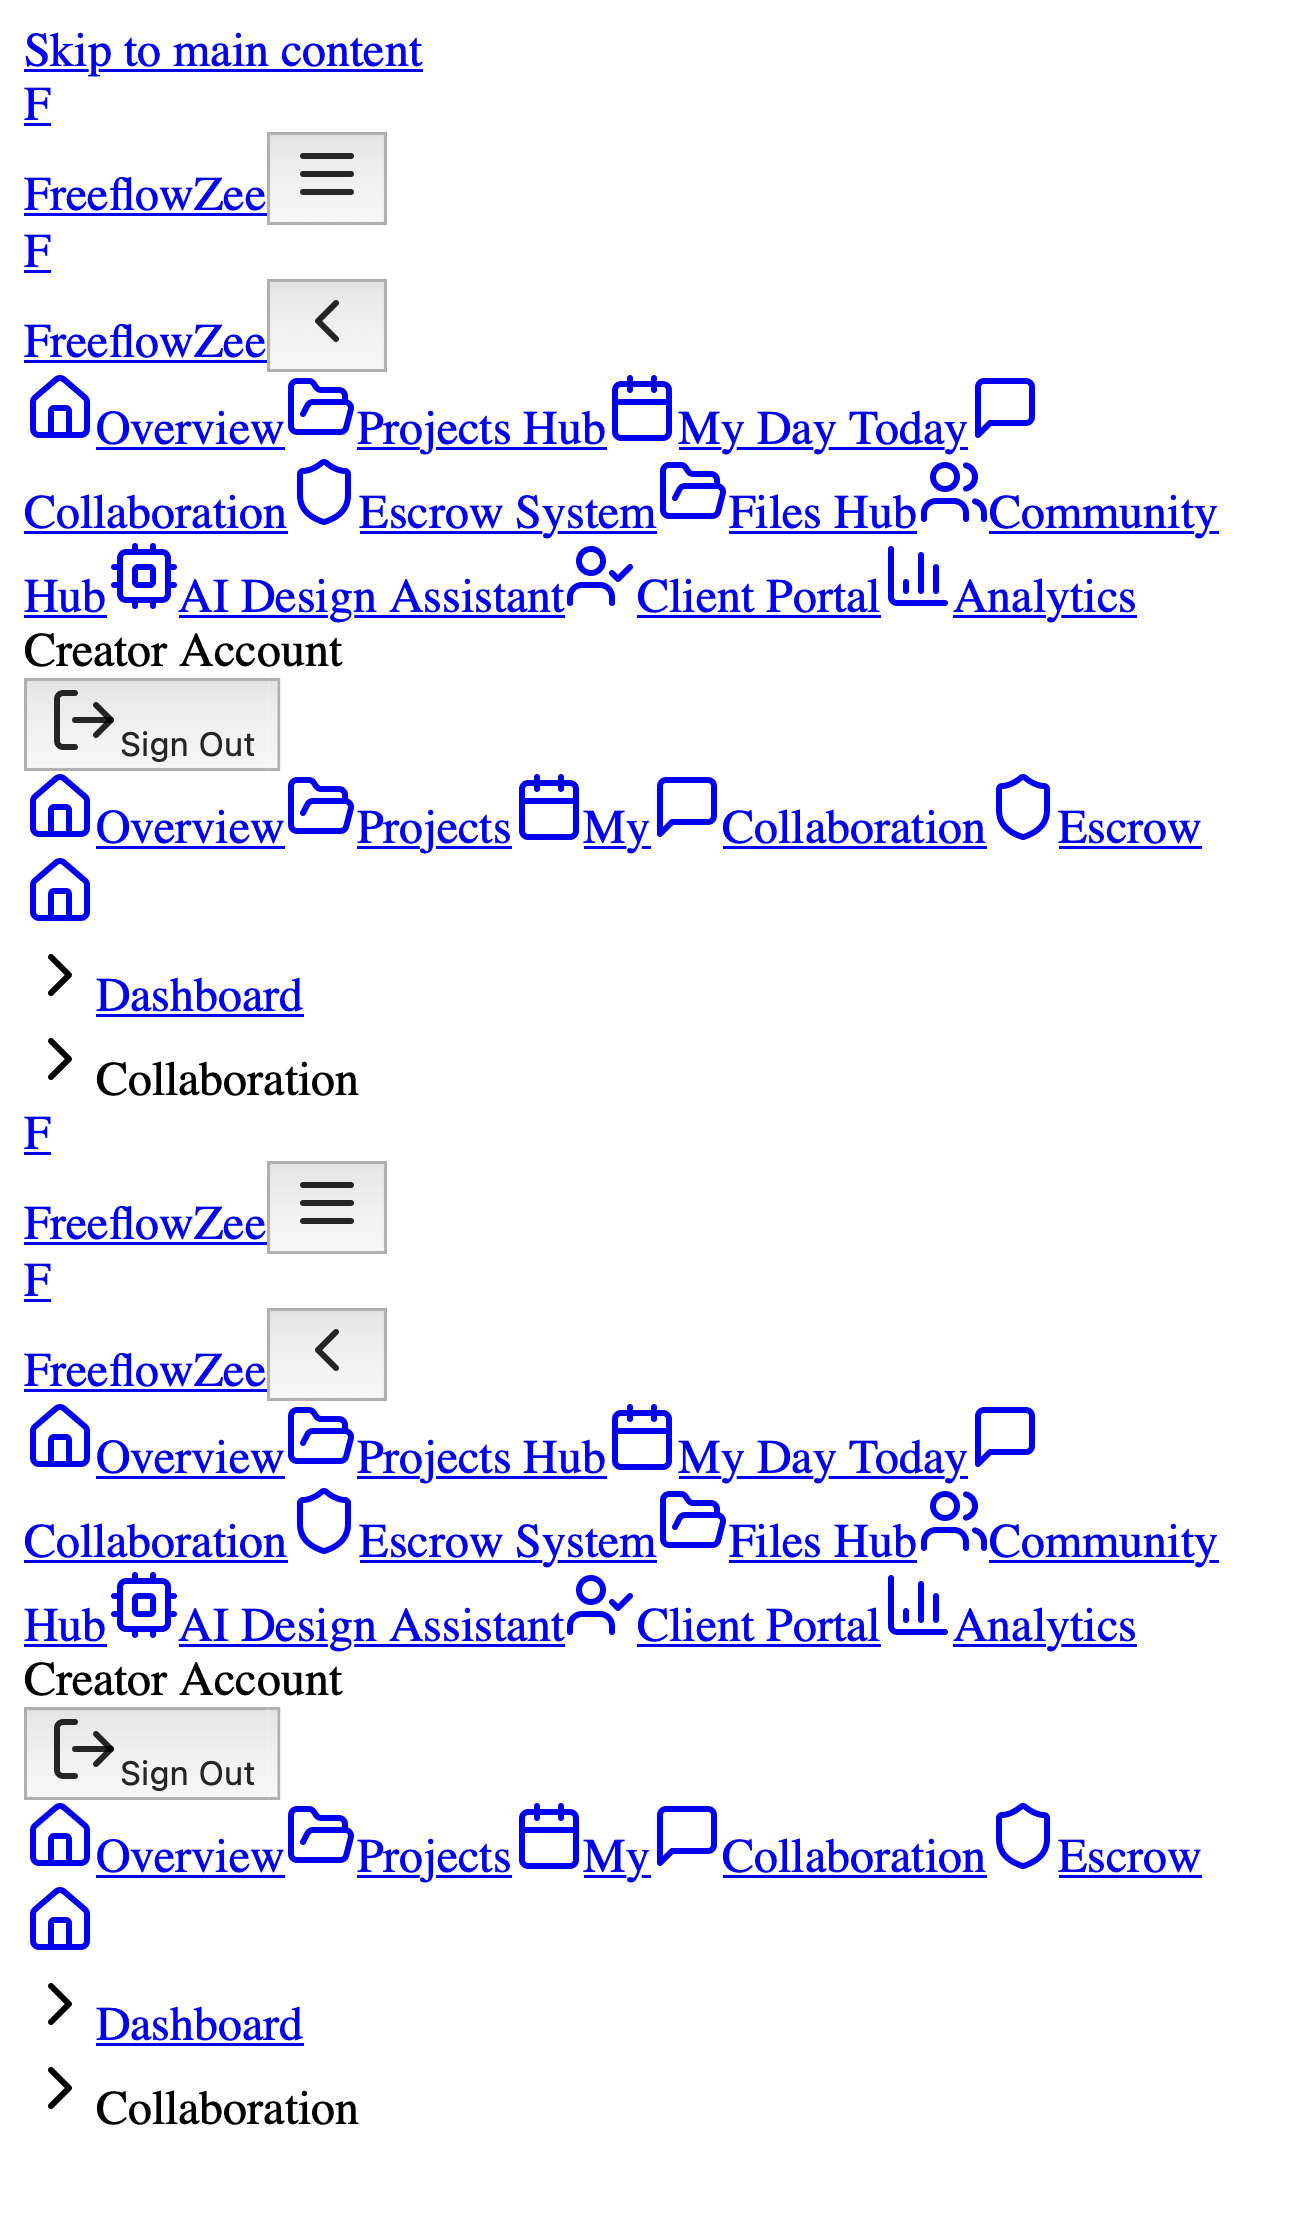 Skip to main content
F
FreeflowZee
F
FreeflowZee
Overview Projects Hub My Day Today
Collaboration Escrow System Files Hub Community
Hub AI Design Assistant Client Portal Analytics
Creator Account
Sign Out
Overview Projects My Collaboration Escrow
Dashboard
Collaboration
F
FreeflowZee
F
FreeflowZee
Overview Projects Hub My Day Today
Collaboration Escrow System Files Hub Community
Hub AI Design Assistant Client Portal Analytics
Creator Account
Sign Out
Overview Projects My Collaboration Escrow
Dashboard
Collaboration